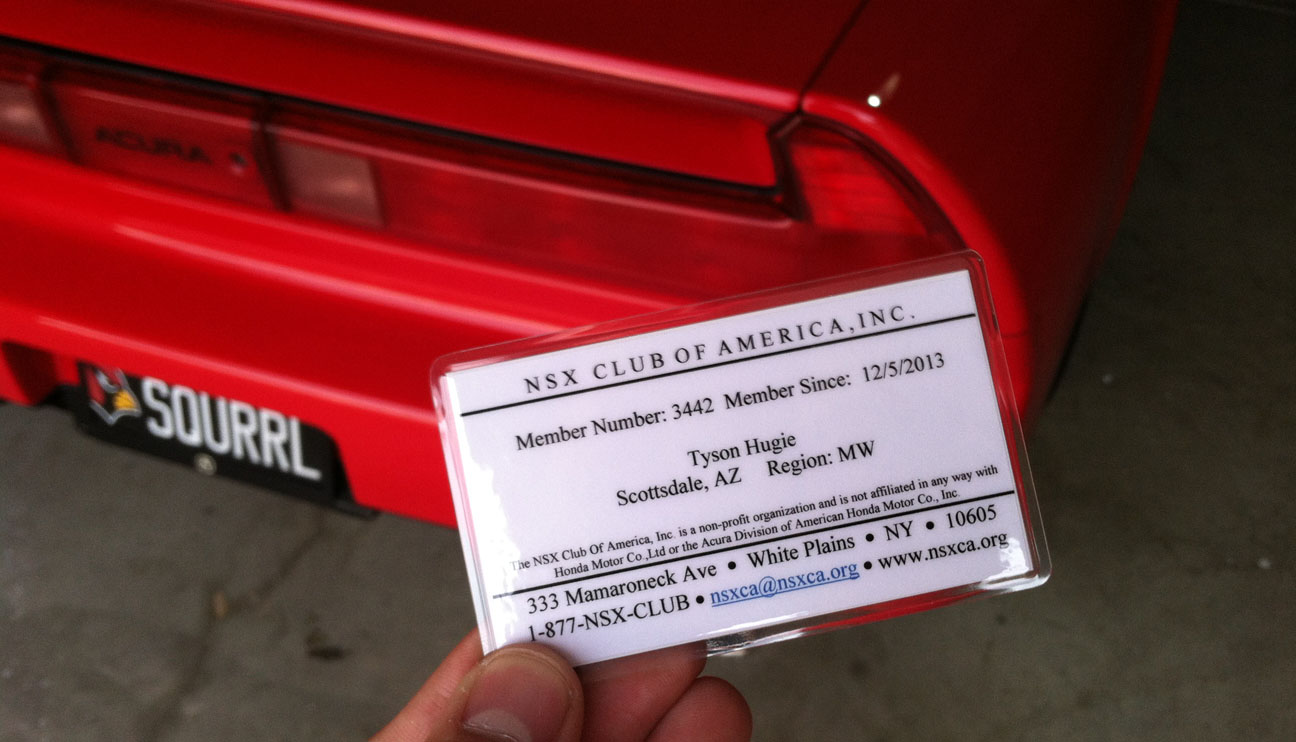 ACURA
SQURRL
NSX CLUB OF AMERICA, INC.
Member Number: 3442 Member Since: 12/5/2013
Tyson Hugie
Scottsdale, AZ Region: MW
The NSX Club Of America, Inc. is a non-profit organization and is not affiliated in any way with
Honda Motor Co.,Ltd or the Acura Division of American Honda Motor Co., Inc.
333 Mamaroneck Ave • White Plains • NY • 10605
1-877-NSX-CLUB • nsxca@nsxca.org • www.nsxca.org